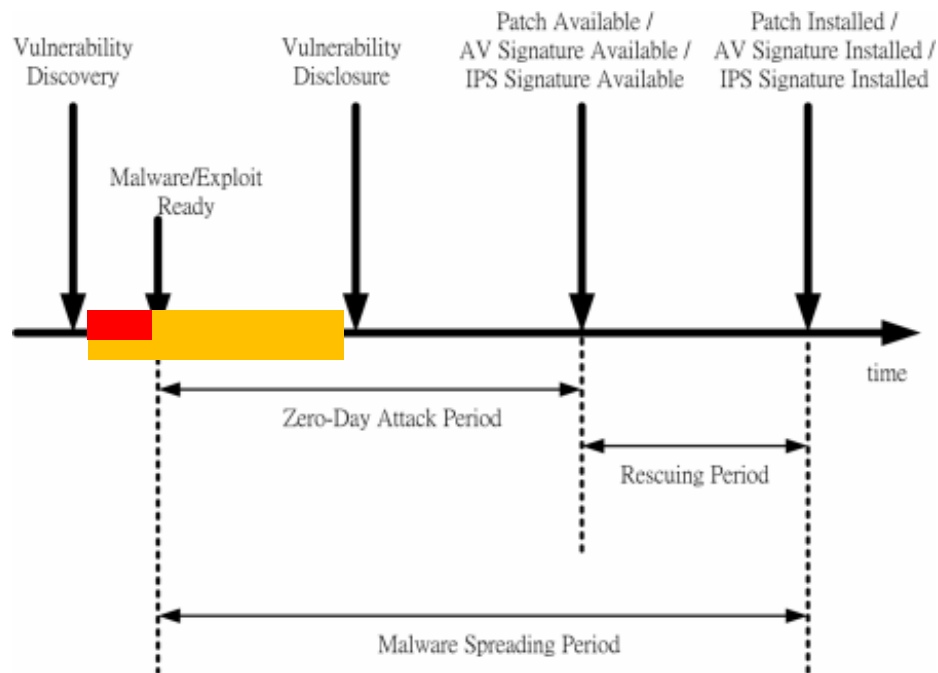 Vulnerability
Discovery
Malware/Exploit
Ready
Vulnerability
Disclosure
Patch Available /
AV Signature Available /
IPS Signature Available
Patch Installed /
AV Signature Installed /
IPS Signature Installed
time
Zero-Day Attack Period
Rescuing Period
Malware Spreading Period